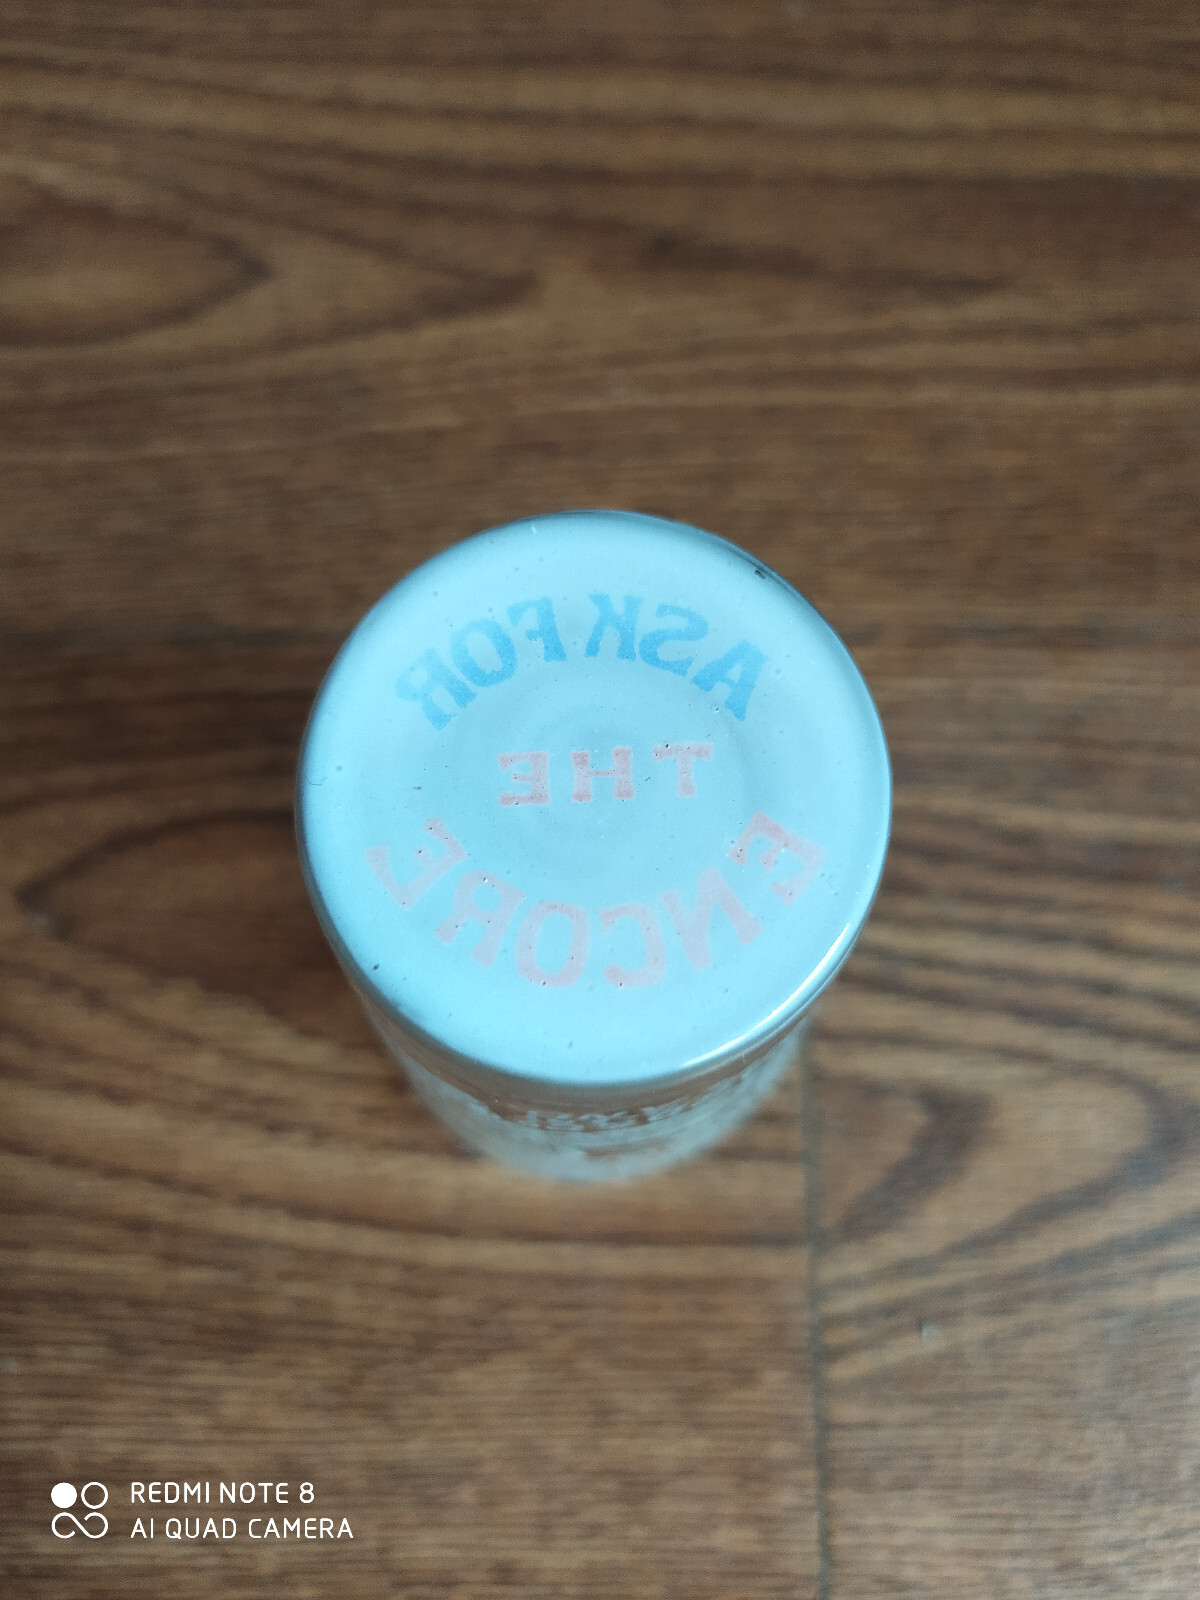 ASK FOR
THE
ENCORE
REDMI NOTE 8
AI QUAD CAMERA